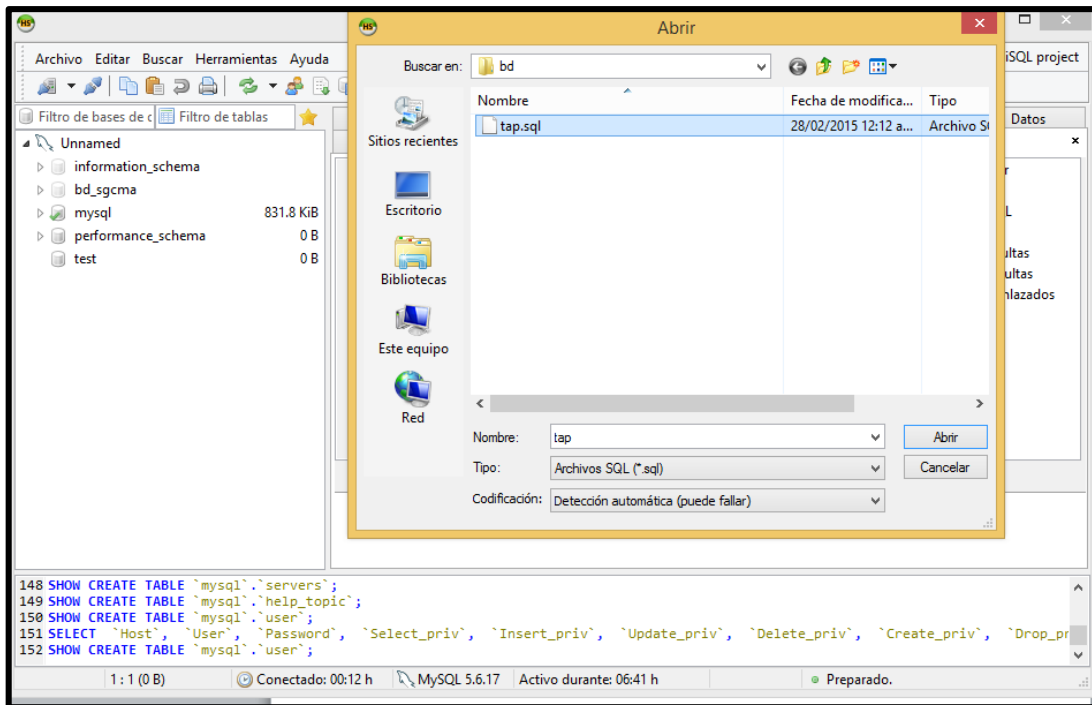 HS
HS
Abrir
Archivo Editar Buscar Herramientas Ayuda
iSQL project
Buscar en: bd
Filtro de bases de c
Filtro de tablas
Datos
Nombre
Fecha de modifica...
Tipo
tap.sql
28/02/2015 12:12 a...
Archivo
Sitios recientes
Escritorio
Bibliotecas
Este equipo
Red
Unnamed
information_schema
bd_sgcma
mysql 831.8 KiB
performance_schema 0 B
test 0 B
r
L
ultas
ultas
nlazados
Nombre: tap
Abrir
Tipo: Archivos SQL (*.sql)
Cancelar
Codificación: Detección automática (puede fallar)
148 SHOW CREATE TABLE `mysql`.`servers`;
149 SHOW CREATE TABLE `mysql`.`help_topic`;
150 SHOW CREATE TABLE `mysql`.`user`;
151 SELECT `Host`, `User`, `Password`, `Select_priv`, `Insert_priv`, `Update_priv`, `Delete_priv`, `Create_priv`, `Drop_pr
152 SHOW CREATE TABLE `mysql`.`user`;
1 : 1 (0 B)
Conectado: 00:12 h
MySQL 5.6.17
Activo durante: 06:41 h
Preparado.